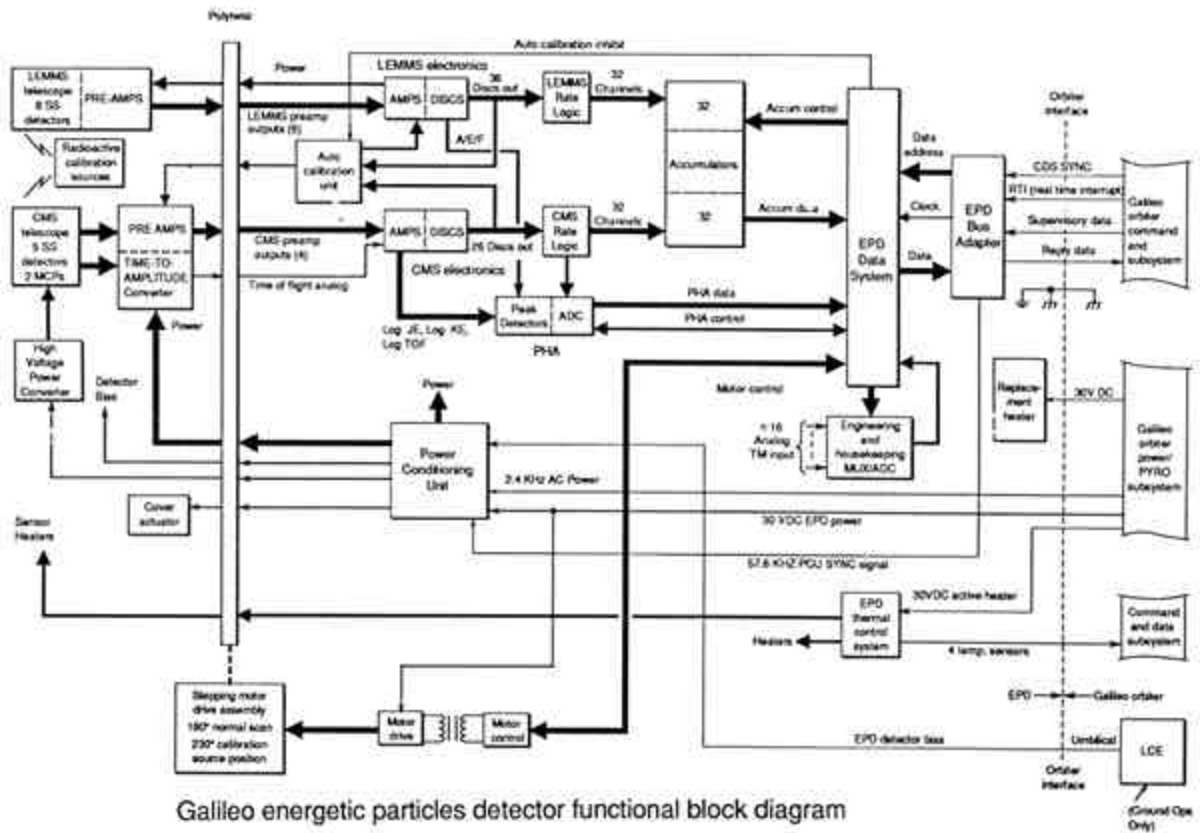 Polytwist
Auto calibration inhibit
LEMMS
telescope
8 SS
detectors
PRE-AMPS
Power
LEMMS electronics
AMPS
DISCS
36
Discs out
LEMMS
Rate
Logic
32
Channels
32
Accumulators
32
Accum control
Orbiter
interface
LEMMS preamp
outputs (8)
A/E/F
Radioactive
calibration
sources
Auto
calibration
unit
Data
address
CDS SYNC
RTI (real time interrupt)
Clock
Supervisory data
Reply data
Data
EPD
Bus
Adapter
Galileo
orbiter
command
and
subsystem
CMS
telescope
5 SS
detectors
2 MCPs
PRE AMPS
TIME-TO-
AMPLITUDE
Converter
CMS preamp
outputs (4)
Time of flight analog
AMPS
DISCS
26 Discs out
CMS electronics
CMS
Rate
Logic
32
Channels
Accum data
EPD
Data
System
Power
Peak
Detectors
ADC
PHA
PHA data
PHA control
Log TOF
High
Voltage
Power
Converter
Detector
Bias
Power
Motor control
Replace-
ment
heater
30V DC
Galileo
orbiter
power/
PYRO
subsystem
Power
Conditioning
Unit
16
Analog
TM input
Engineering
and
housekeeping
MUX/ADC
2.4 KHz AC Power
Cover
actuator
30 VDC EPD power
Sensor
Heaters
57.6 KHZ PCU SYNC signal
EPD
thermal
control
system
30VDC active heater
Heaters
4 temp. sensors
Command
and data
subsystem
EPD
Galileo orbiter
Stepping motor
drive assembly
180° normal scan
230° calibration
source position
Motor
drive
Motor
control
EPD detector bias
Umbilical
LCE
Orbiter
Interface
(Ground Ops
Only)
Galileo energetic particles detector functional block diagram